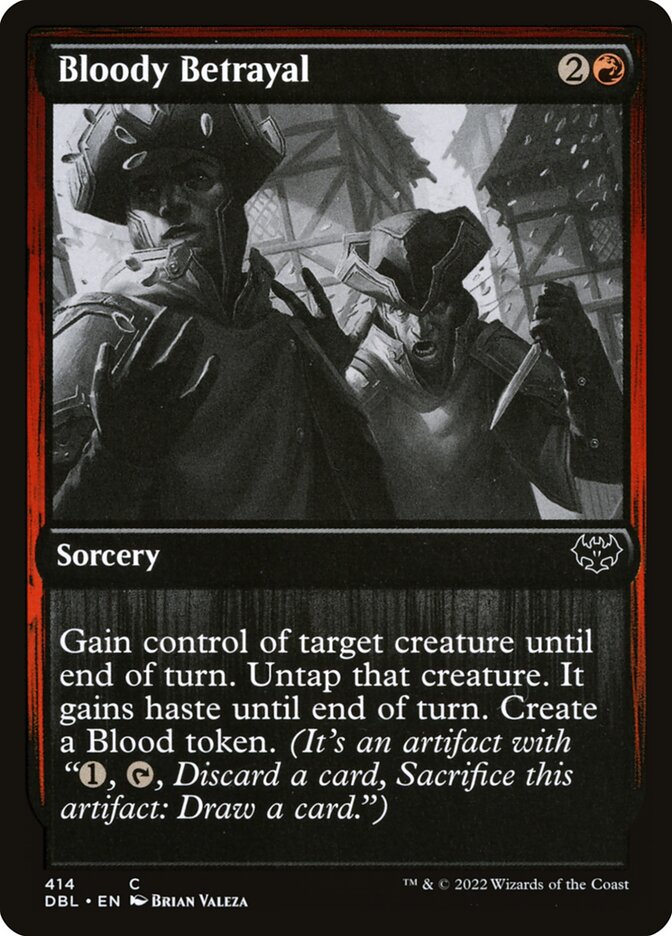 Bloody Betrayal 2
Sorcery
Gain control of target creature until
end of turn. Untap that creature. It
gains haste until end of turn. Create
a Blood token. (It's an artifact with
“1, , Discard a card, Sacrifice this
artifact: Draw a card.”)
414 C
DBL • EN Brian Valeza
™ & © 2022 Wizards of the Coast